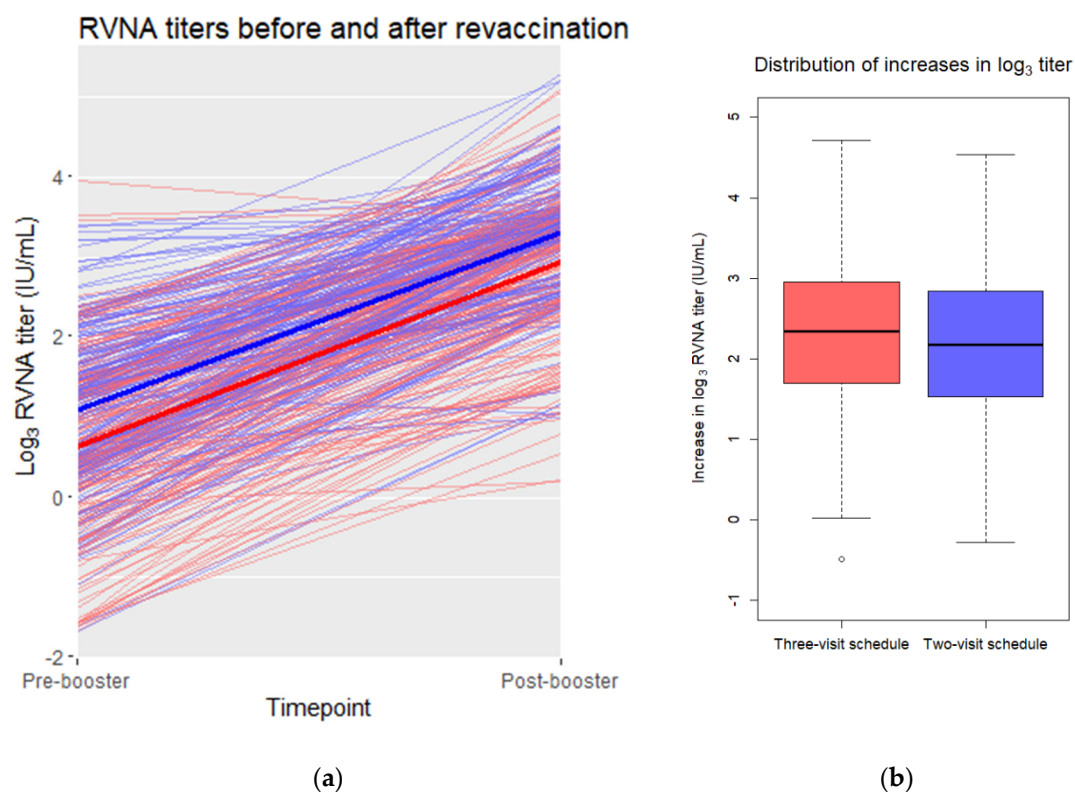 RVNA titers before and after revaccination
Log₃ RVNA titer (IU/mL)
4
2
0
-2
Pre-booster
Post-booster
Timepoint
(a)
Distribution of increases in log₃ titer
Increase in log₃ RVNA titer (IU/mL)
5
4
3
2
1
0
-1
Three-visit schedule
Two-visit schedule
(b)